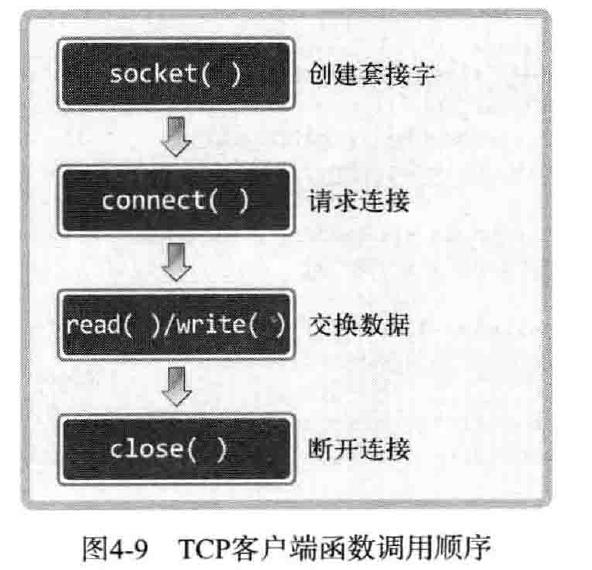 socket( ) 创建套接字
connect( ) 请求连接
read( )/write( ) 交换数据
close( ) 断开连接
图4-9 TCP客户端函数调用顺序